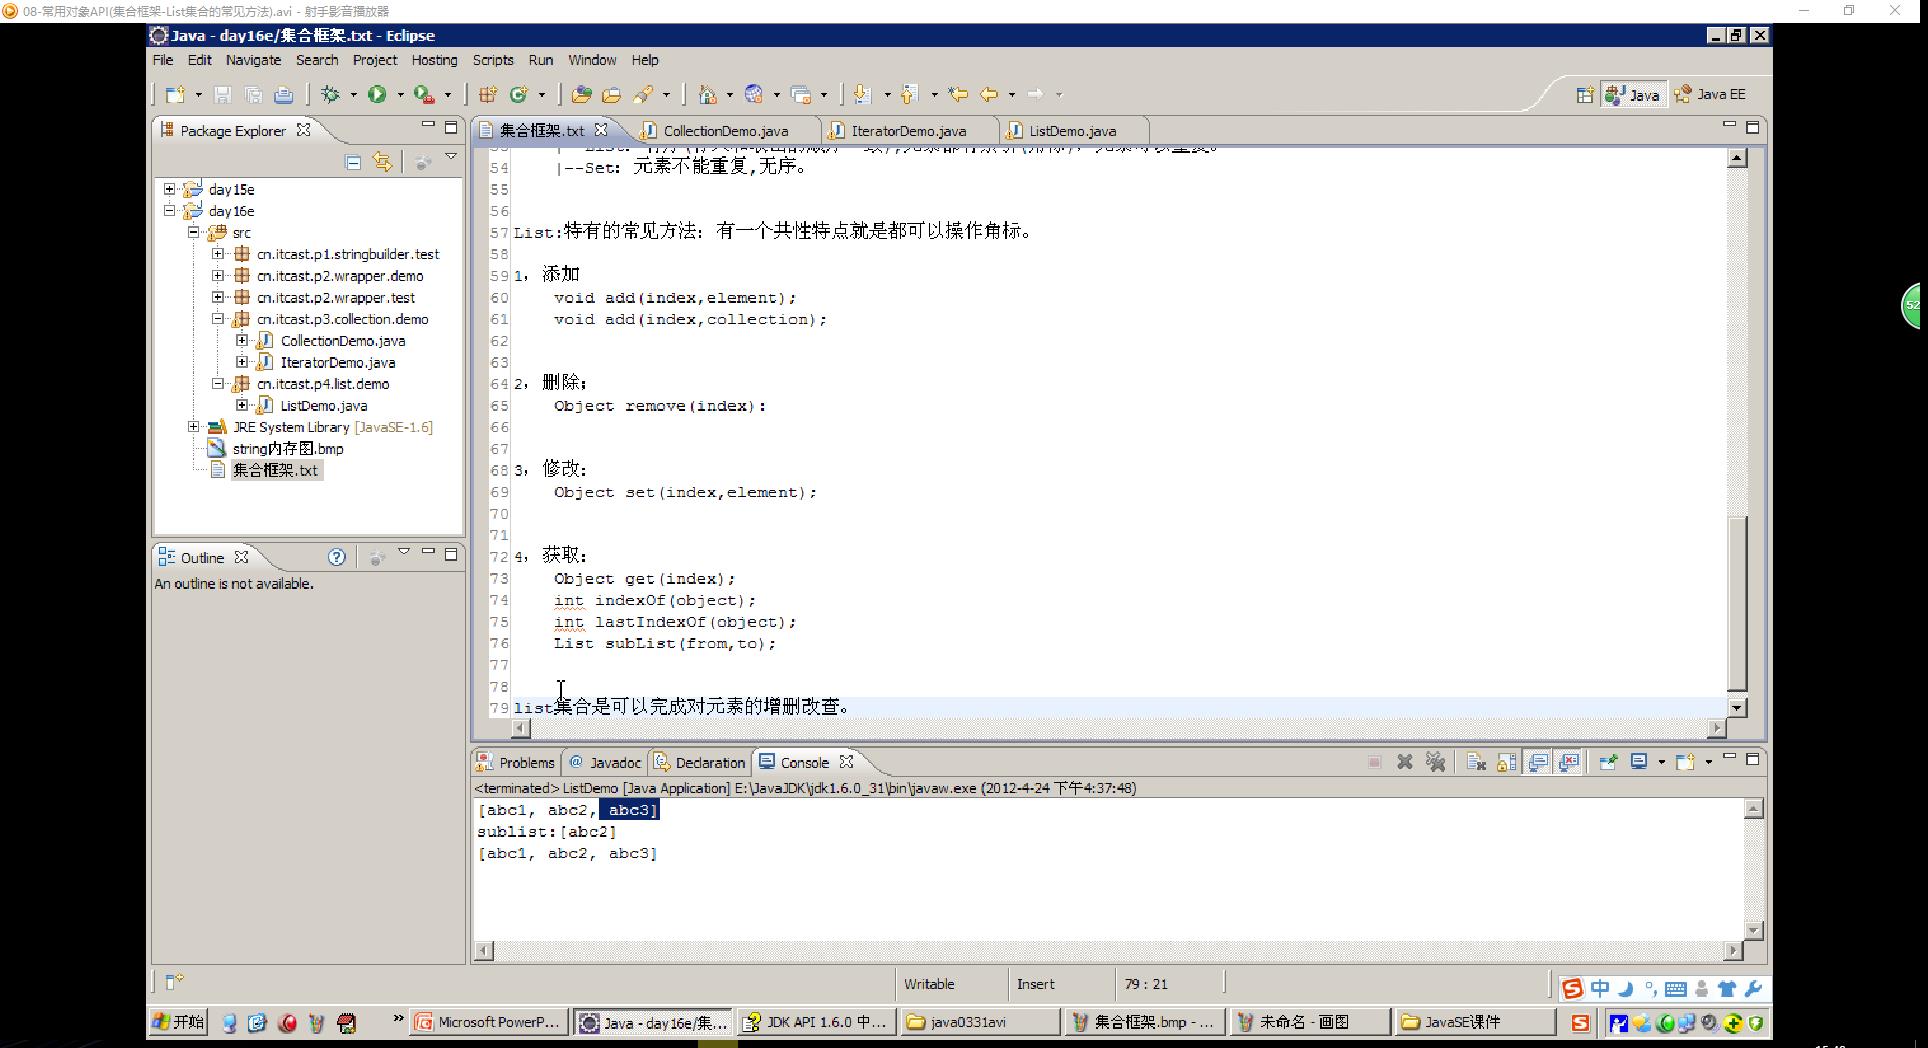 08-常用对象API(集合框架-List集合的常见方法).avi - 射手影音播放器
Java - day16e/集合框架.txt - Eclipse
File Edit Navigate Search Project Hosting Scripts Run Window Help
Java Java EE
Package Explorer
集合框架.txt CollectionDemo.java IteratorDemo.java ListDemo.java
day15e
day16e
src
cn.itcast.p1.stringbuilder.test
cn.itcast.p2.wrapper.demo
cn.itcast.p2.wrapper.test
cn.itcast.p3.collection.demo
CollectionDemo.java
IteratorDemo.java
cn.itcast.p4.list.demo
ListDemo.java
JRE System Library [JavaSE-1.6]
string内存图.bmp
集合框架.txt
Outline
An outline is not available.
54 |--Set: 元素不能重复,无序。
55
56
57 List:特有的常见方法: 有一个共性特点就是都可以操作角标。
58
59 1, 添加
60 void add(index,element);
61 void add(index,collection);
62
63
64 2, 删除;
65 Object remove(index):
66
67
68 3, 修改:
69 Object set(index,element);
70
71
72 4, 获取:
73 Object get(index);
74 int indexOf(object);
75 int lastIndexOf(object);
76 List subList(from,to);
77
78
79 list集合是可以完成对元素的增删改查。
Problems Javadoc Declaration Console
<terminated> ListDemo [Java Application] E:\JavaJDK\jdk1.6.0_31\bin\javaw.exe (2012-4-24 下午4:37:48)
[abc1, abc2, abc3]
sublist:[abc2]
[abc1, abc2, abc3]
Writable Insert 79 : 21
中
开始 » Microsoft PowerP... Java - day16e/集... JDK API 1.6.0 中... java0331avi 集合框架.bmp - ... 未命名 - 画图 JavaSE课件
52